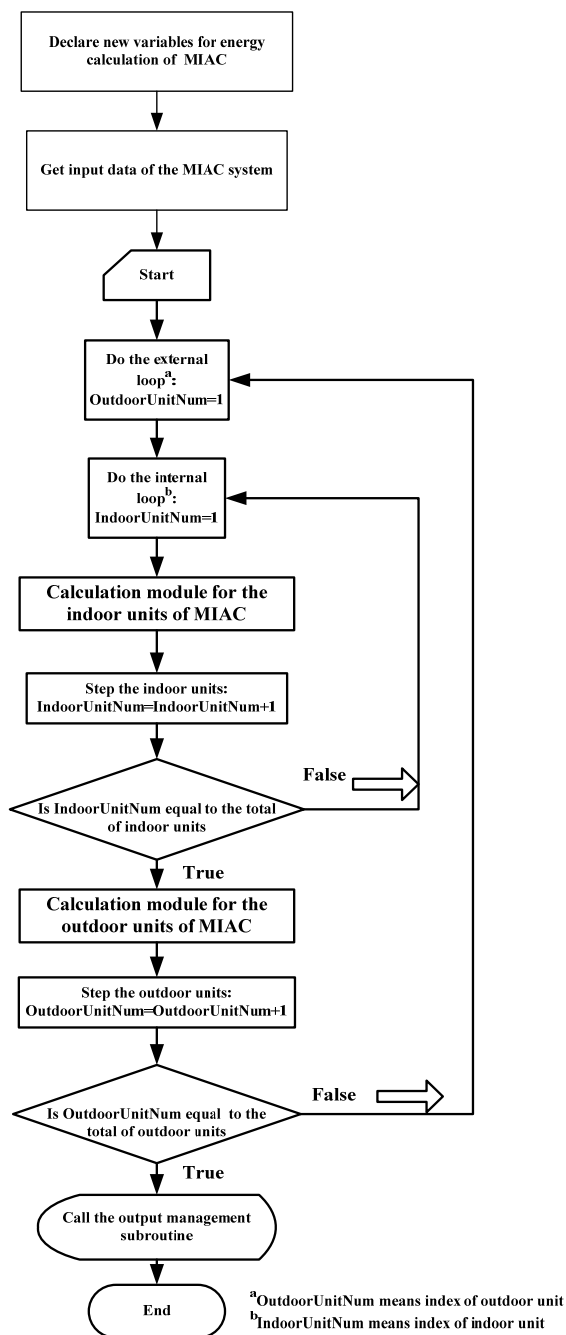 Declare new variables for energy
calculation of MIAC
Get input data of the MIAC system
Start
Do the external
loopᵃ:
OutdoorUnitNum=1
Do the internal
loopᵇ:
IndoorUnitNum=1
Calculation module for the
indoor units of MIAC
Step the indoor units:
IndoorUnitNum=IndoorUnitNum+1
False
Is IndoorUnitNum equal to the total
of indoor units
True
Calculation module for the
outdoor units of MIAC
Step the outdoor units:
OutdoorUnitNum=OutdoorUnitNum+1
False
Is OutdoorUnitNum equal to the
total of outdoor units
True
Call the output management
subroutine
End
ᵃOutdoorUnitNum means index of outdoor unit
ᵇIndoorUnitNum means index of indoor unit